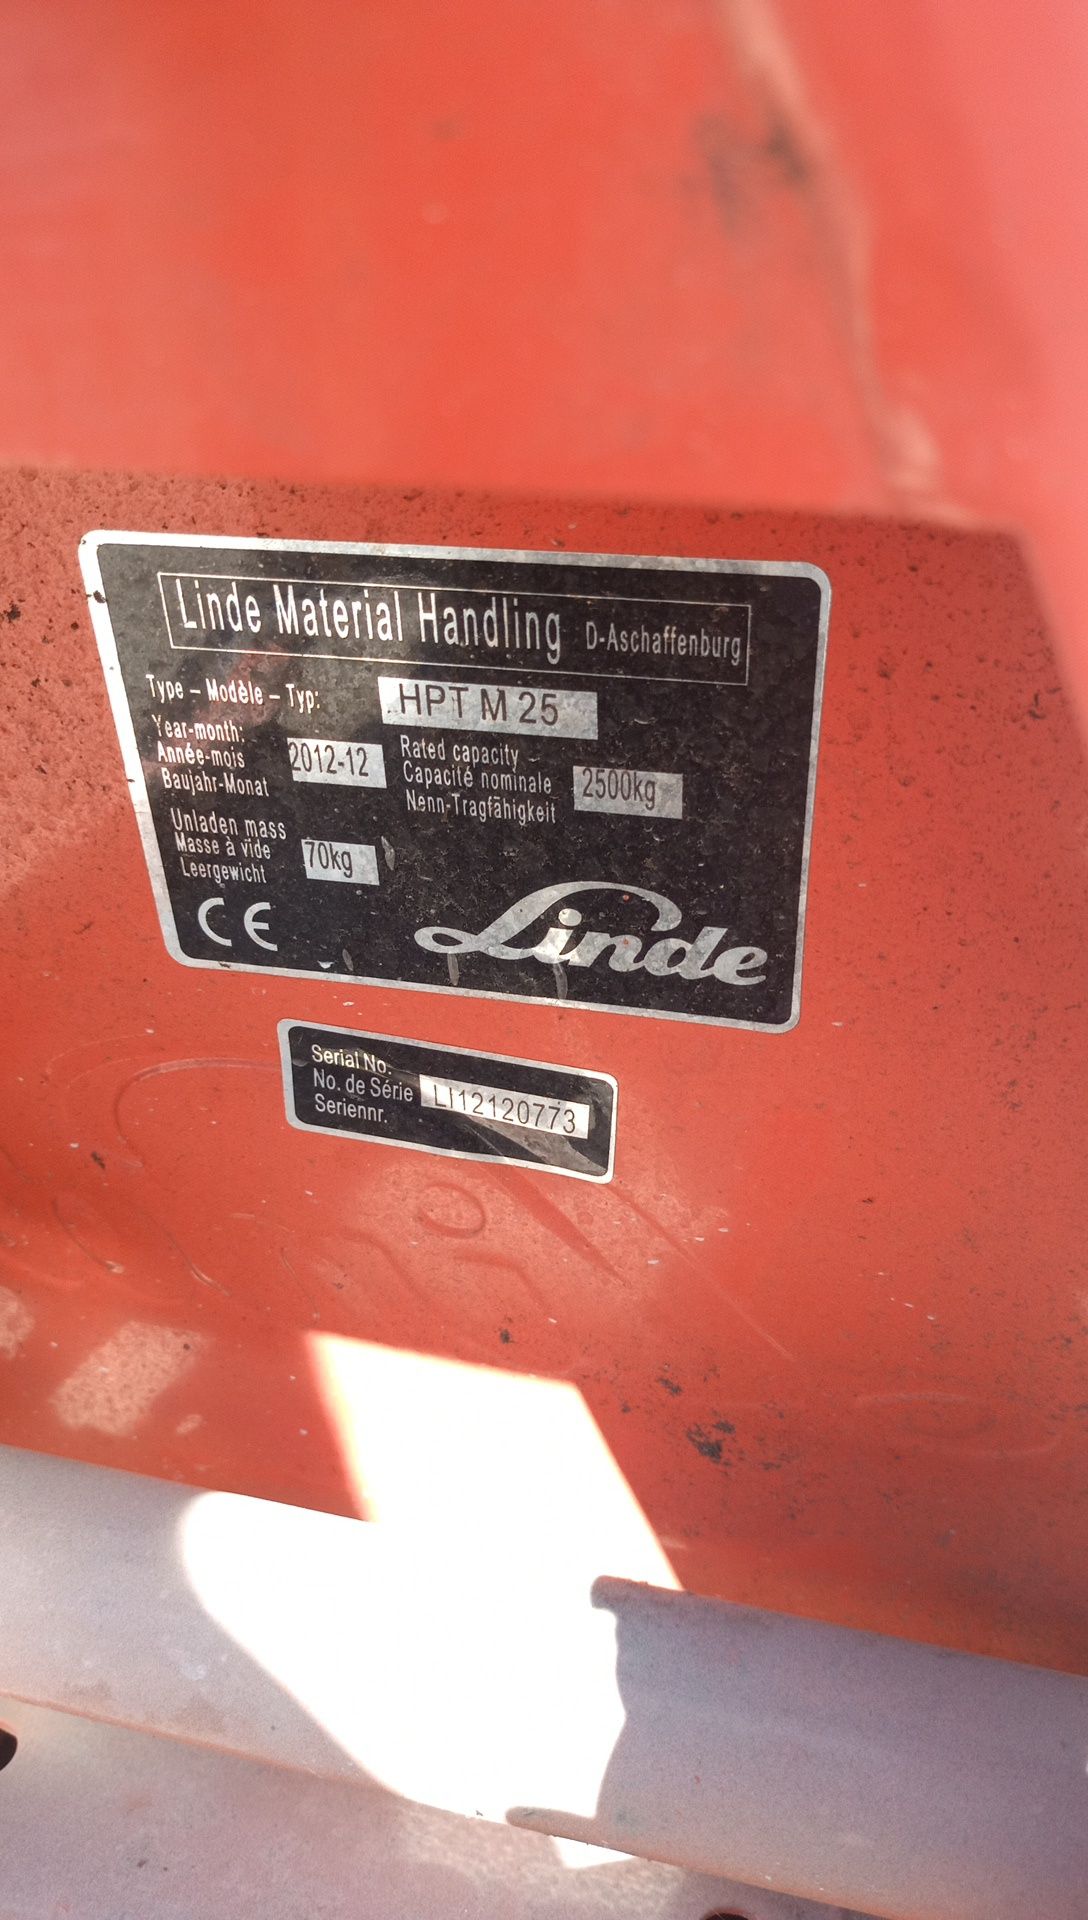 Linde Material Handling D-Aschaffenburg
Type – Modèle – Typ: HPT M 25
Year-month:
Année-mois 2012-12
Baujahr-Monat
Rated capacity
Capacité nominale 2500kg
Nenn-Tragfähigkeit
Unladen mass
Masse à vide 70kg
Leergewicht
CE
Linde
Serial No.
No. de Série LI12120773
Seriennr.